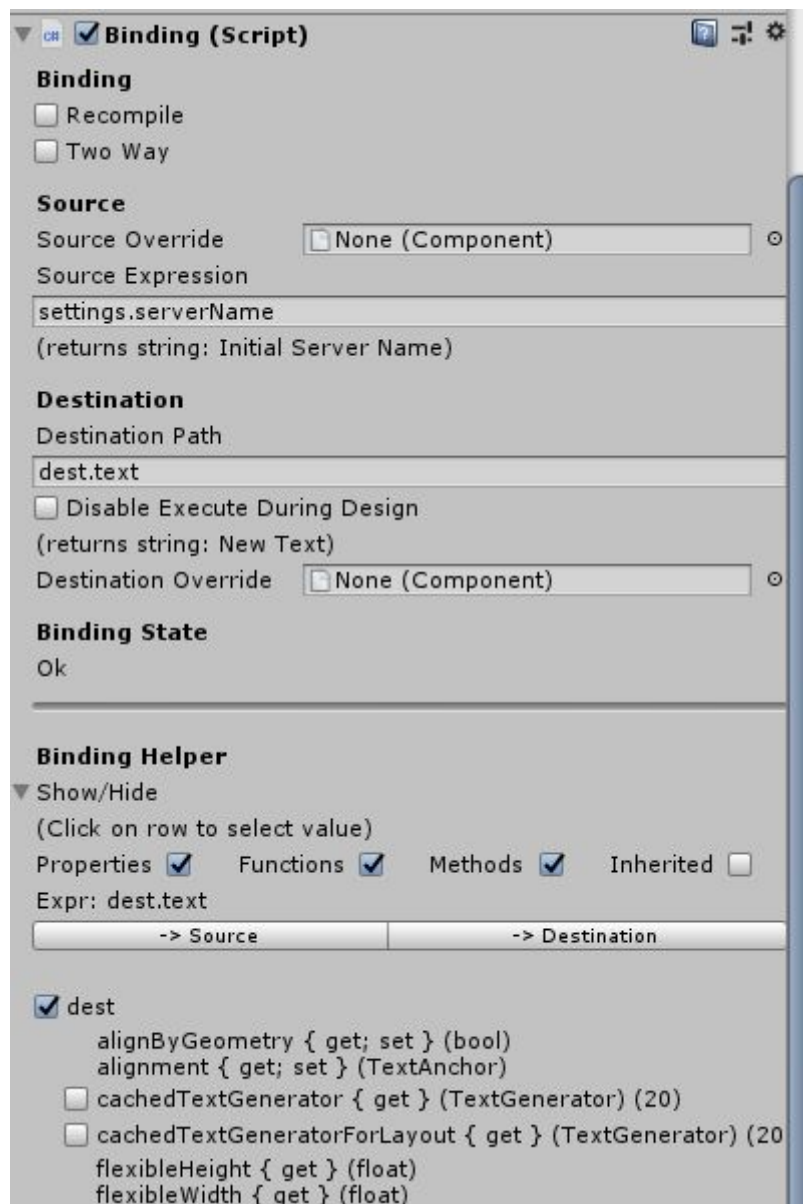 Binding (Script)
Binding
Recompile
Two Way
Source
Source Override None (Component)
Source Expression
settings.serverName
(returns string: Initial Server Name)
Destination
Destination Path
dest.text
Disable Execute During Design
(returns string: New Text)
Destination Override None (Component)
Binding State
Ok
Binding Helper
Show/Hide
(Click on row to select value)
Properties Functions Methods Inherited
Expr: dest.text
-> Source -> Destination
dest
alignByGeometry { get; set } (bool)
alignment { get; set } (TextAnchor)
cachedTextGenerator { get } (TextGenerator) (20)
cachedTextGeneratorForLayout { get } (TextGenerator) (20
flexibleHeight { get } (float)
flexibleWidth { get } (float)